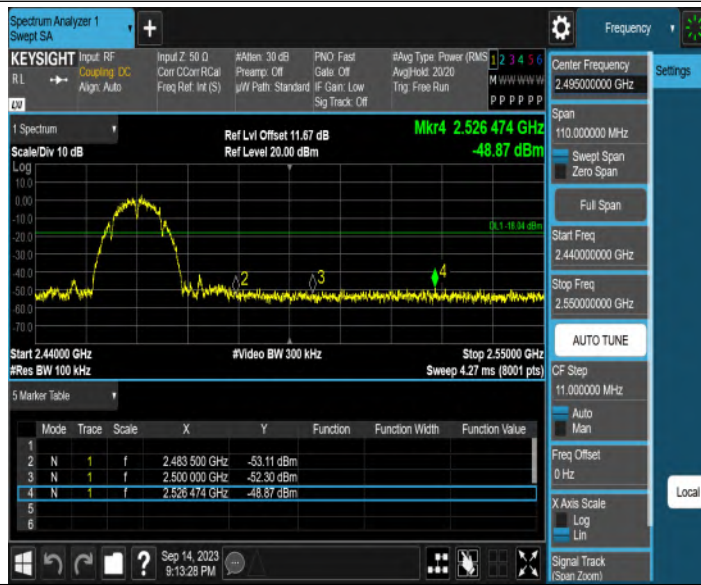 Spectrum Analyzer 1
Swept SA
+
Frequency
KEYSIGHT
RL
LXI
Input: RF
Coupling: DC
Align: Auto
Input Z: 50 Ω
Corr CCorr RCal
Freq Ref: Int (S)
#Atten: 30 dB
Preamp: Off
µW Path: Standard
PNO: Fast
Gate: Off
IF Gain: Low
Sig Track: Off
#Avg Type: Power (RMS
Avg|Hold: 20/20
Trig: Free Run
1 2 3 4 5 6
M W W W W W
P P P P P P
1 Spectrum
Scale/Div 10 dB
Ref Lvl Offset 11.67 dB
Ref Level 20.00 dBm
Mkr4 2.526 474 GHz
-48.87 dBm
Log
10.0
0.00
-10.0
-20.0
-30.0
-40.0
-50.0
-60.0
-70.0
DL1 -18.04 dBm
2
3
4
Start 2.44000 GHz
#Res BW 100 kHz
#Video BW 300 kHz
Stop 2.55000 GHz
Sweep 4.27 ms (8001 pts)
5 Marker Table
Mode Trace Scale X Y Function Function Width Function Value
1
2 N 1 f 2.483 500 GHz -53.11 dBm
3 N 1 f 2.500 000 GHz -52.30 dBm
4 N 1 f 2.526 474 GHz -48.87 dBm
5
6
?
Sep 14, 2023
9:13:28 PM
Center Frequency
2.495000000 GHz
Settings
Span
110.000000 MHz
Swept Span
Zero Span
Full Span
Start Freq
2.440000000 GHz
Stop Freq
2.550000000 GHz
AUTO TUNE
CF Step
11.000000 MHz
Auto
Man
Freq Offset
0 Hz
Local
X Axis Scale
Log
Lin
Signal Track
(Span Zoom)